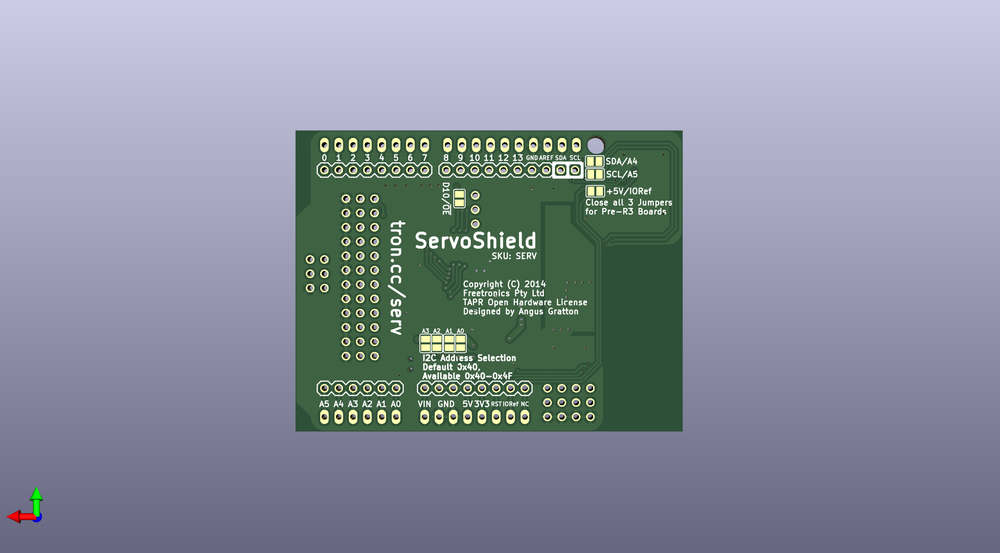 0 1 2 3 4 5 6 7 8 9 10 11 12 13 GND AREF SDA SCL
SDA/A4
SCL/A5
+5V/IORef
Close all 3 Jumpers
for Pre-R3 Boards
D10/OE
tron.cc/serv
ServoShield
SKU: SERV
Copyright (C) 2014
Freetronics Pty Ltd
TAPR Open Hardware License
Designed by Angus Gratton
A3 A2 A1 A0
I2C Address Selection
Default 0x40,
Available 0x40-0x4F
A5 A4 A3 A2 A1 A0 VIN GND 5V 3V3 RST IORef NC